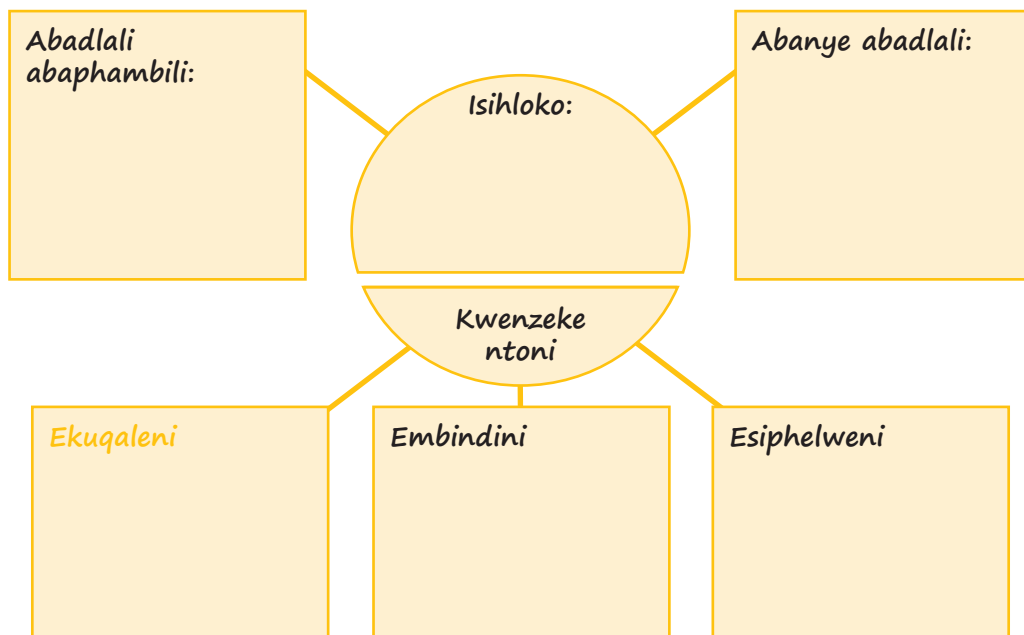 Abadlali
abaphambili:
Isihloko:
Abanye abadlali:
Kwenzeke
ntoni
Ekuqaleni
Embindini
Esiphelweni